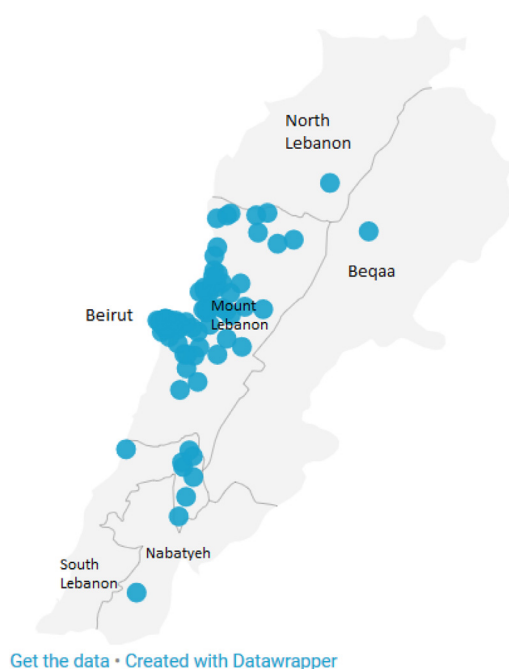 North
Lebanon
Beqaa
Beirut
Mount
Lebanon
Nabatyeh
South
Lebanon
Get the data • Created with Datawrapper